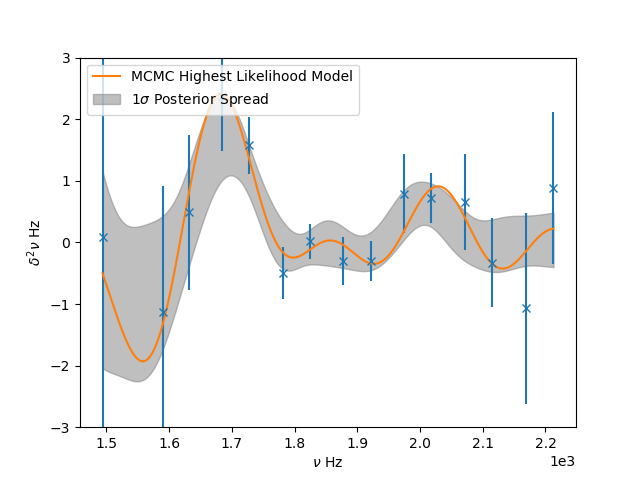 3
2
1
0
−1
−2
−3
δ²ν Hz
MCMC Highest Likelihood Model
1σ Posterior Spread
1.5 1.6 1.7 1.8 1.9 2.0 2.1 2.2
1e3
ν Hz